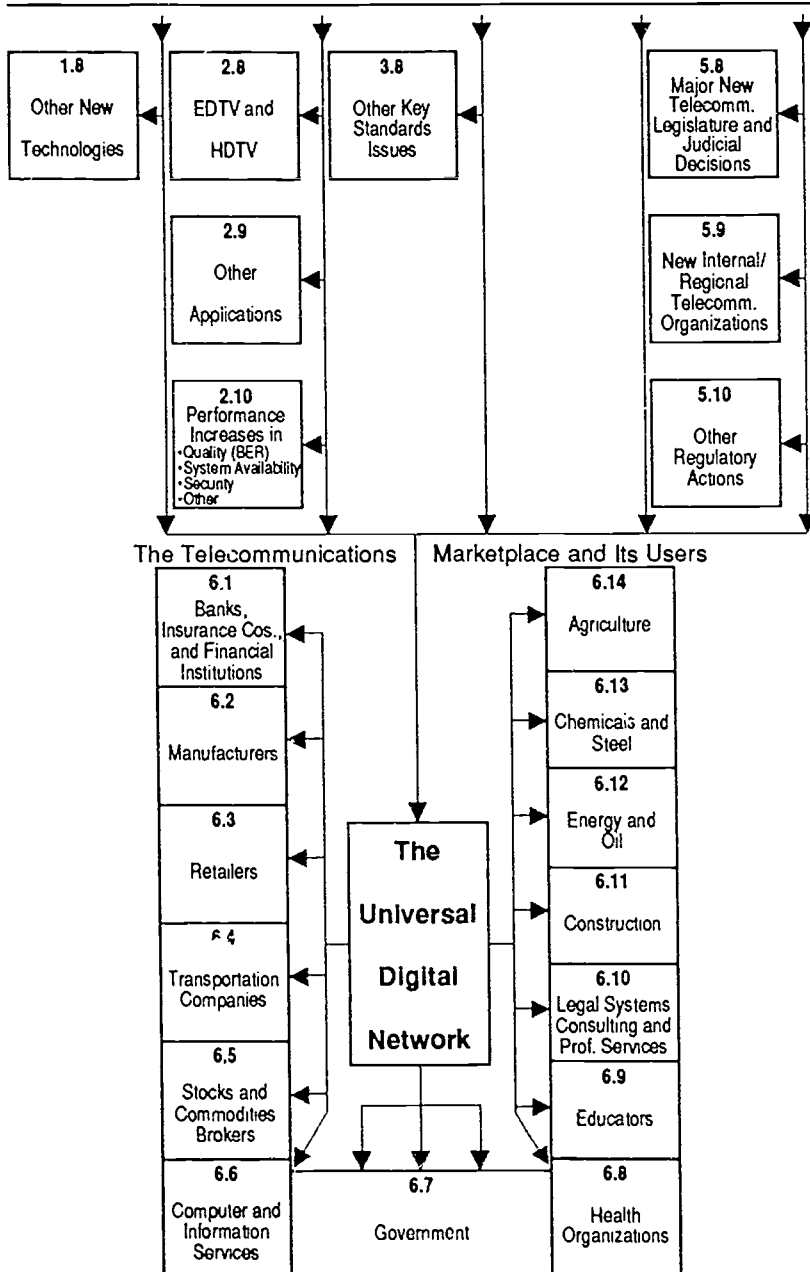 1.8
Other New
Technologies
2.8
EDTV and
HDTV
3.8
Other Key
Standards
Issues
5.8
Major New
Telecomm.
Legislature and
Judicial
Decisions
2.9
Other
Applications
5.9
New Internal/
Regional
Telecomm.
Organizations
2.10
Performance
Increases in
•Quality (BER)
•System Availability
•Security
•Other
5.10
Other
Regulatory
Actions
The Telecommunications Marketplace and Its Users
6.1
Banks,
Insurance Cos.,
and Financial
Institutions
6.2
Manufacturers
6.3
Retailers
6.4
Transportation
Companies
6.5
Stocks and
Commodities
Brokers
6.6
Computer and
Information
Services
The
Universal
Digital
Network
6.7
Government
6.14
Agriculture
6.13
Chemicals and
Steel
6.12
Energy and
Oil
6.11
Construction
6.10
Legal Systems
Consulting and
Prof. Services
6.9
Educators
6.8
Health
Organizations